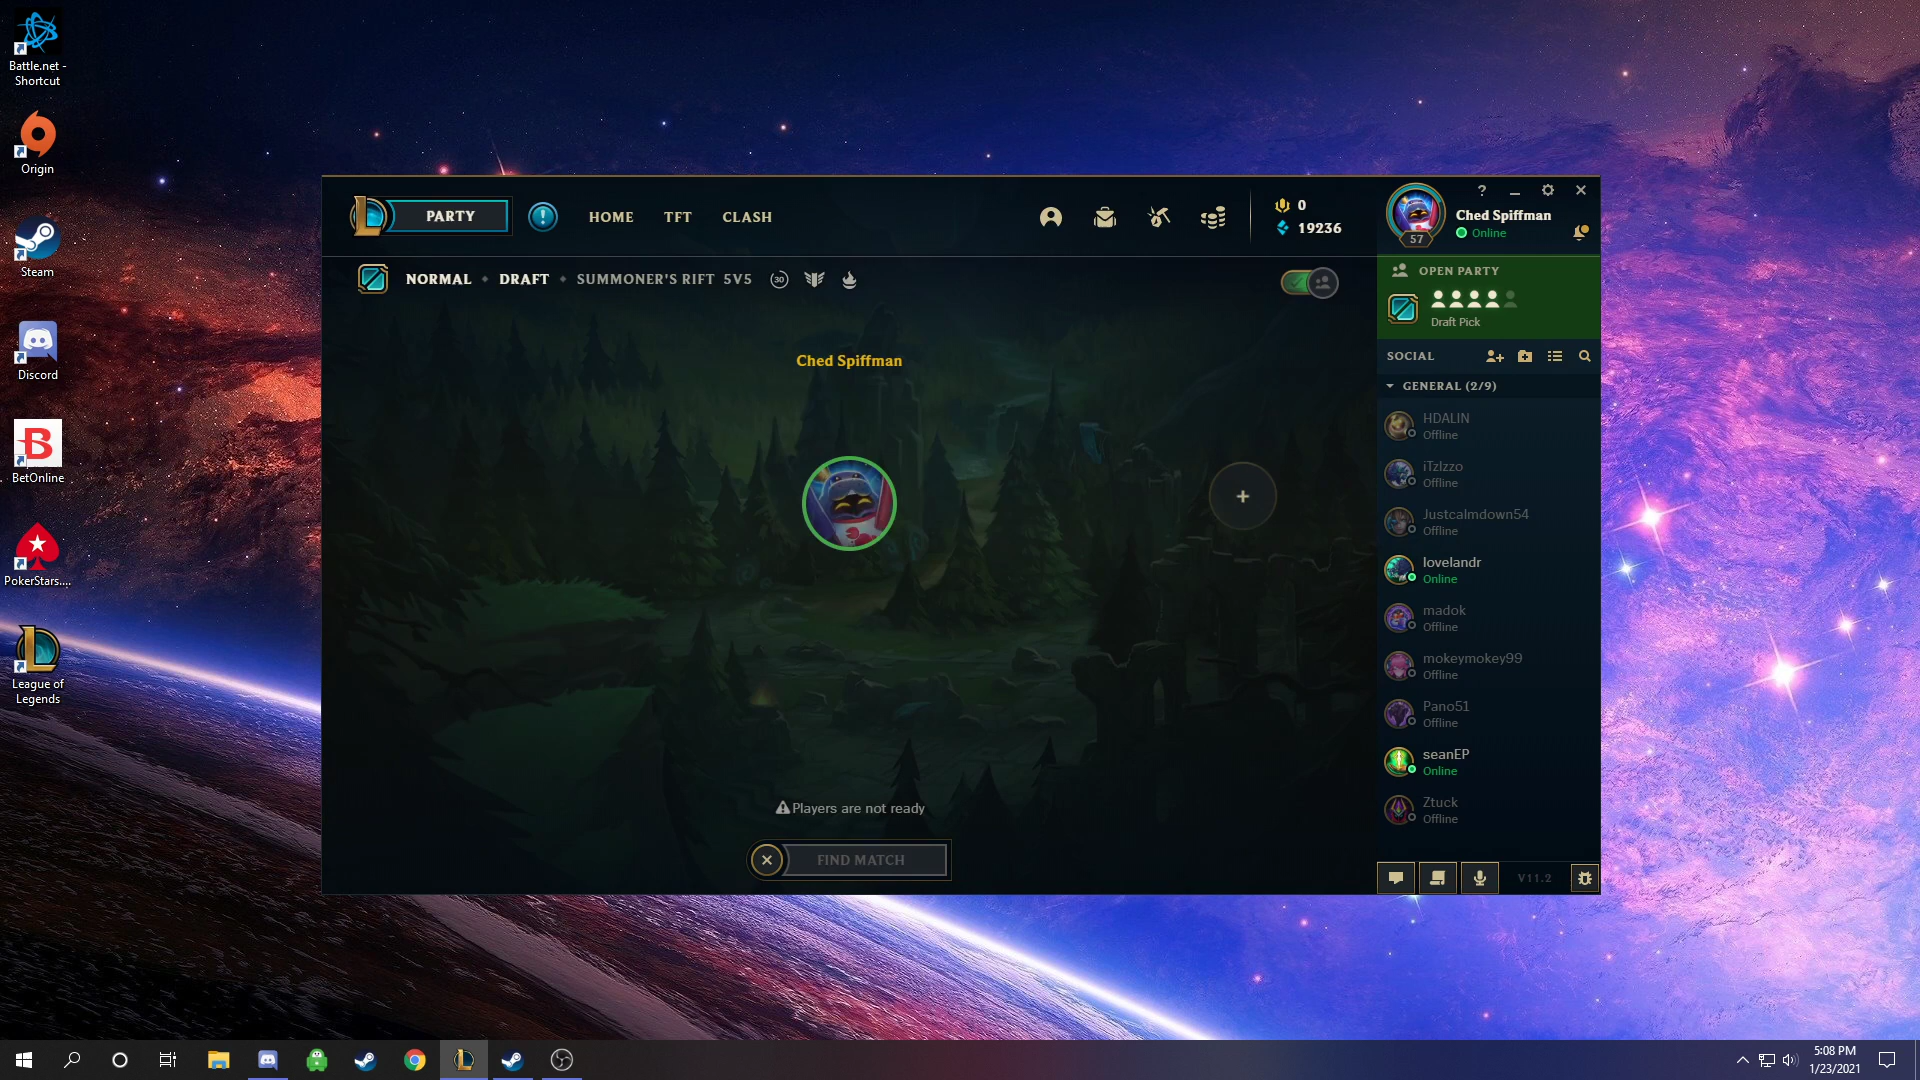 Battle.net -
Shortcut
Origin
Steam
Discord
B
BetOnline
PokerStars....
League of
Legends
PARTY
HOME
TFT
CLASH
0
19236
?
Ched Spiffman
57
Online
NORMAL • DRAFT • SUMMONER'S RIFT 5V5
30
OPEN PARTY
Draft Pick
Ched Spiffman
SOCIAL
GENERAL (2/9)
HDALIN
Offline
iTzlzzo
Offline
Justcalmdown54
Offline
lovelandr
Online
madok
Offline
mokeymokey99
Offline
Pano51
Offline
seanEP
Online
Ztuck
Offline
Players are not ready
FIND MATCH
V11.2
5:08 PM
1/23/2021